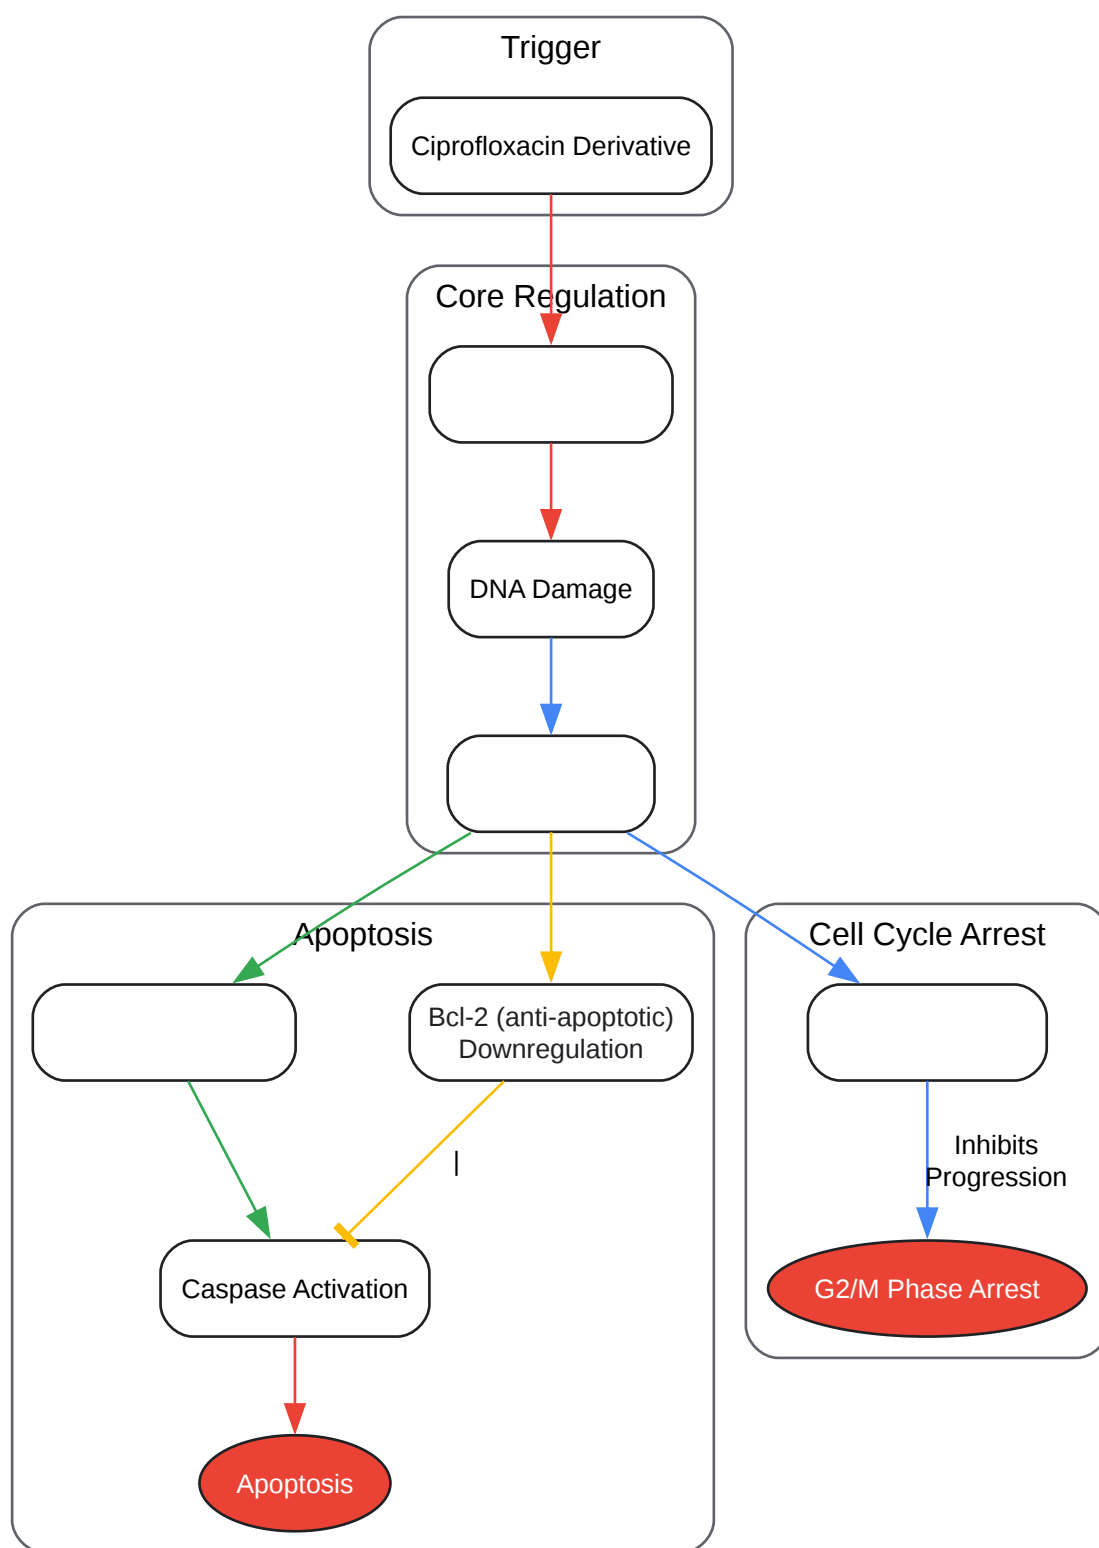 Trigger
Ciprofloxacin Derivative
Core Regulation
DNA Damage
Apoptosis
Cell Cycle Arrest
Bcl-2 (anti-apoptotic)
Downregulation
|
Inhibits
Progression
Caspase Activation
G2/M Phase Arrest
Apoptosis